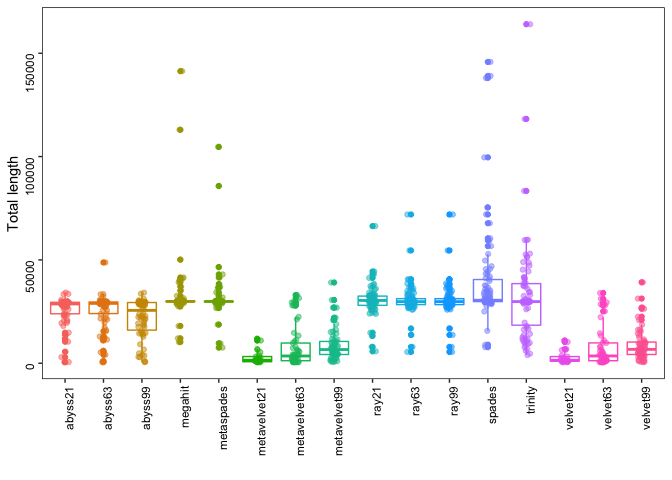 Total length
150000
100000
50000
0
abyss21
abyss63
abyss99
megahit
metaspades
metavelvet21
metavelvet63
metavelvet99
ray21
ray63
ray99
spades
trinity
velvet21
velvet63
velvet99